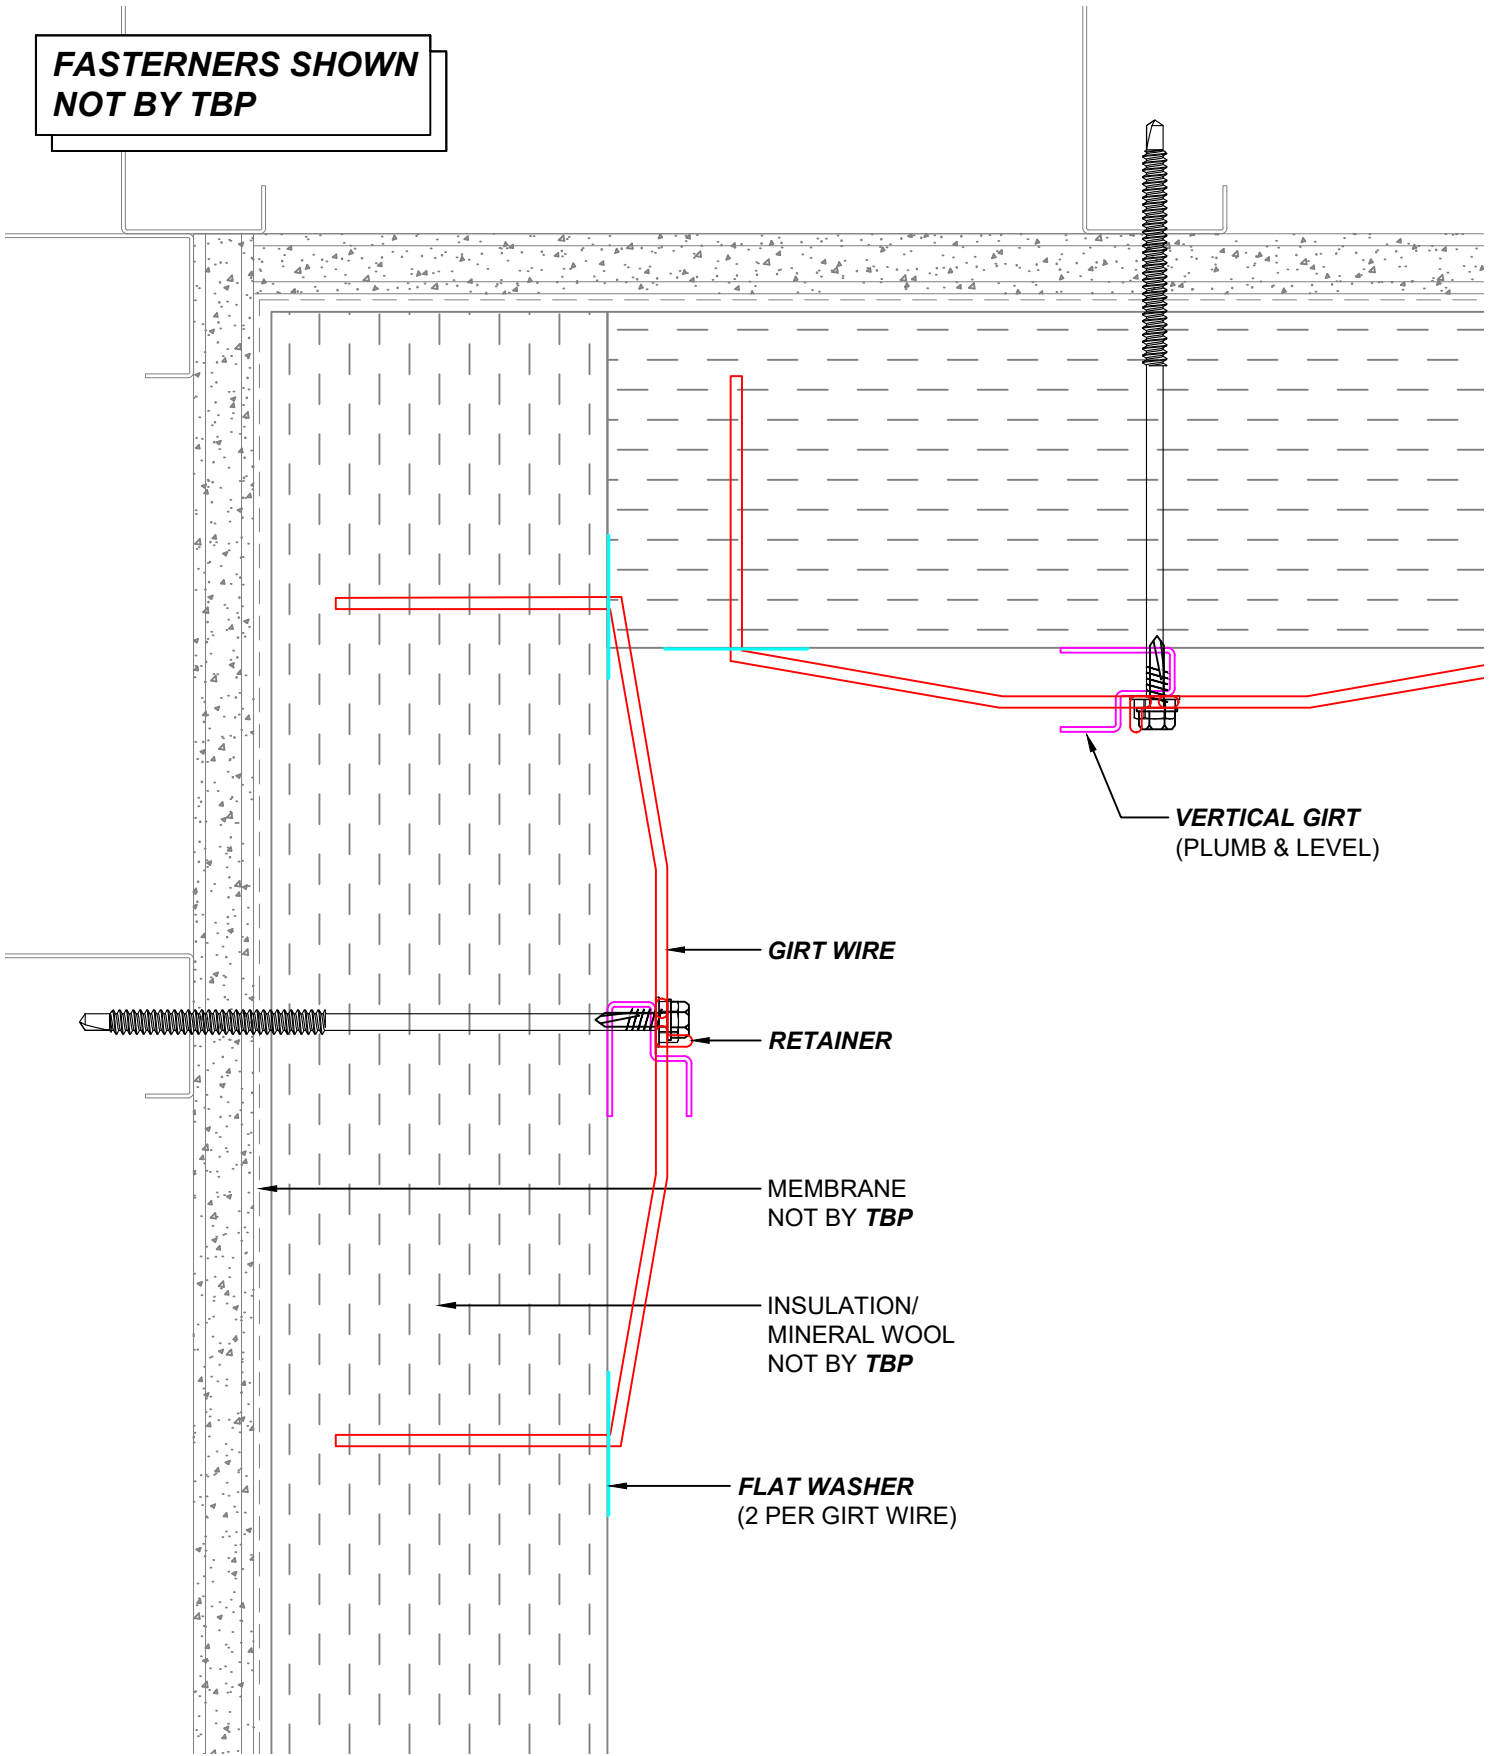 FASTERNERS SHOWN
NOT BY TBP
VERTICAL GIRT
(PLUMB & LEVEL)
GIRT WIRE
RETAINER
MEMBRANE
NOT BY TBP
INSULATION/
MINERAL WOOL
NOT BY TBP
FLAT WASHER
(2 PER GIRT WIRE)